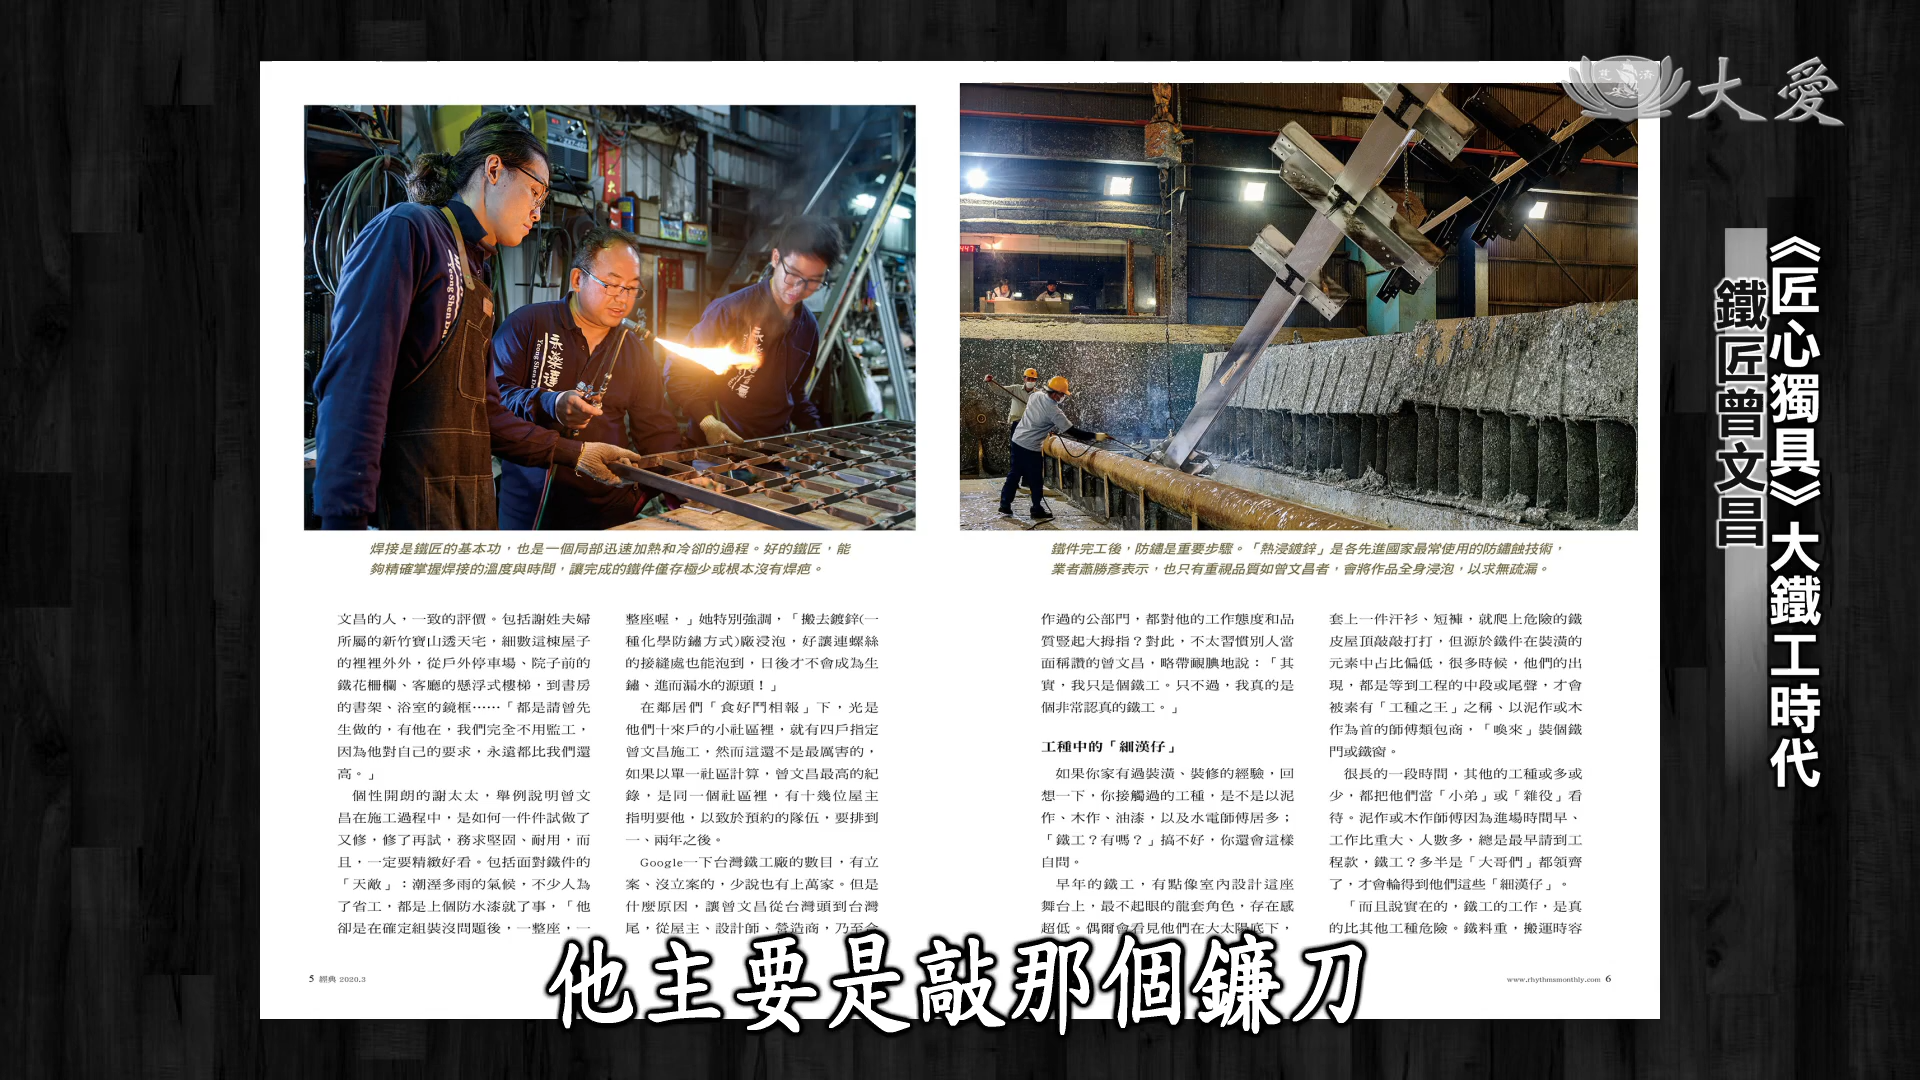 大愛
《匠心獨具》大鐵工時代
鐵匠曾文昌
焊接是鐵匠的基本功，也是一個局部迅速加熱和冷卻的過程。好的鐵匠，能
夠精確掌握焊接的溫度與時間，讓完成的鐵件僅存極少或根本沒有焊疤。
文昌的人，一致的評價。包括謝姓夫婦
所屬的新竹寶山透天宅，細數這棟屋子
的裡裡外外，從戶外停車場、院子前的
鐵花柵欄、客廳的懸浮式樓梯，到書房
的書架、浴室的鏡框……「都是請曾先
生做的，有他在，我們完全不用監工，
因為他對自己的要求，永遠都比我們還
高。」
個性開朗的謝太太，舉例說明曾文
昌在施工過程中，是如何一件件試做了
又修，修了再試，務求堅固、耐用，而
且，一定要精緻好看。包括面對鐵件的
「天敵」：潮溼多雨的氣候，不少人為
了省工，都是上個防水漆就了事，「他
卻是在確定組裝沒問題後，一整座，一
整座喔，」她特別強調，「搬去鍍鋅(一
種化學防鏽方式)廠浸泡，好讓連螺絲
的接縫處也能泡到，日後才不會成為生
鏽、進而漏水的源頭！」
在鄰居們「食好鬥相報」下，光是
他們十來戶的小社區裡，就有四戶指定
曾文昌施工，然而這還不是最厲害的，
如果以單一社區計算，曾文昌最高的紀
錄，是同一個社區裡，有十幾位屋主
指明要他，以致於預約的隊伍，要排到
一、兩年之後。
Google一下台灣鐵工廠的數目，有立
案、沒立案的，少說也有上萬家。但是
什麼原因，讓曾文昌從台灣頭到台灣
尾，從屋主、設計師、營造商，乃至合
5 經典 2020.3
鐵件完工後，防鏽是重要步驟。「熱浸鍍鋅」是各先進國家最常使用的防鏽蝕技術，
業者蕭勝彥表示，也只有重視品質如曾文昌者，會將作品全身浸泡，以求無疏漏。
作過的公部門，都對他的工作態度和品
質豎起大拇指？對此，不太習慣別人當
面稱讚的曾文昌，略帶靦腆地說：「其
實，我只是個鐵工。只不過，我真的是
個非常認真的鐵工。」
工種中的「細漢仔」
如果你家有過裝潢、裝修的經驗，回
想一下，你接觸過的工種，是不是以泥
作、木作、油漆，以及水電師傅居多；
「鐵工？有嗎？」搞不好，你還會這樣
自問。
早年的鐵工，有點像室內設計這座
舞台上，最不起眼的龍套角色，存在感
超低。偶爾會看見他們在大太陽底下，
套上一件汗衫、短褲，就爬上危險的鐵
皮屋頂敲敲打打，但源於鐵件在裝潢的
元素中占比偏低，很多時候，他們的出
現，都是等到工程的中段或尾聲，才會
被素有「工種之王」之稱、以泥作或木
作為首的師傅類包商，「喚來」裝個鐵
門或鐵窗。
很長的一段時間，其他的工種或多或
少，都把他們當「小弟」或「雜役」看
待。泥作或木作師傅因為進場時間早、
工作比重大、人數多，總是最早請到工
程款，鐵工？多半是「大哥們」都領齊
了，才會輪得到他們這些「細漢仔」。
「而且說實在的，鐵工的工作，是真
的比其他工種危險。鐵料重，搬運時容
www.rhythmsmonthly.com 6
他主要是敲那個鐮刀